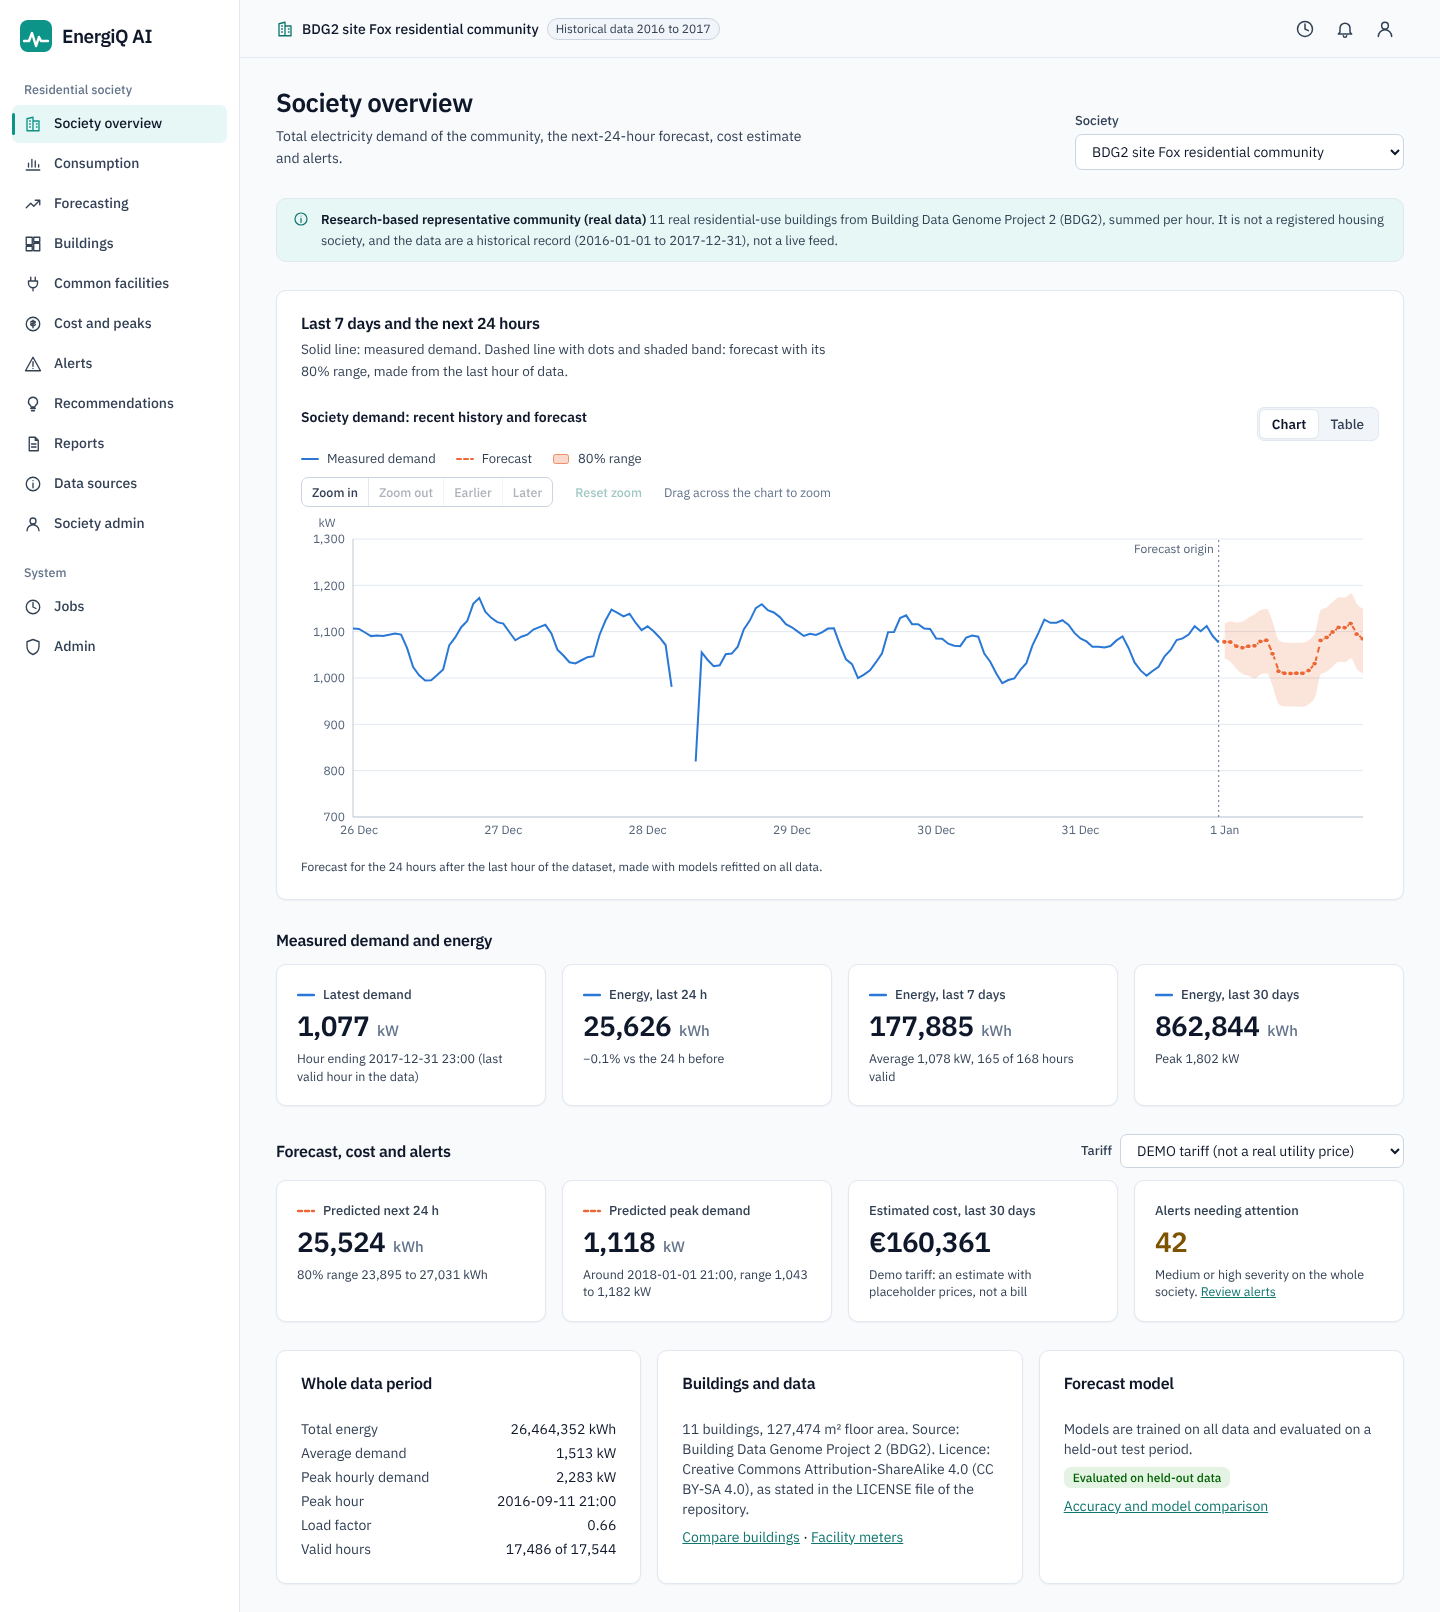 EnergiQ AI
Residential society
Society overview
Consumption
Forecasting
Buildings
Common facilities
Cost and peaks
Alerts
Recommendations
Reports
Data sources
Society admin
System
Jobs
Admin
BDG2 site Fox residential community
Historical data 2016 to 2017
Society overview
Total electricity demand of the community, the next-24-hour forecast, cost estimate
and alerts.
Society
BDG2 site Fox residential community
Research-based representative community (real data) 11 real residential-use buildings from Building Data Genome Project 2 (BDG2), summed per hour. It is not a registered housing
society, and the data are a historical record (2016-01-01 to 2017-12-31), not a live feed.
Last 7 days and the next 24 hours
Solid line: measured demand. Dashed line with dots and shaded band: forecast with its
80% range, made from the last hour of data.
Society demand: recent history and forecast
Chart
Table
Measured demand
Forecast
80% range
Zoom in
Zoom out
Earlier
Later
Reset zoom
Drag across the chart to zoom
kW
1,300
1,200
1,100
1,000
900
800
700
Forecast origin
26 Dec
27 Dec
28 Dec
29 Dec
30 Dec
31 Dec
1 Jan
Forecast for the 24 hours after the last hour of the dataset, made with models refitted on all data.
Measured demand and energy
Latest demand
1,077 kW
Hour ending 2017-12-31 23:00 (last
valid hour in the data)
Energy, last 24 h
25,626 kWh
−0.1% vs the 24 h before
Energy, last 7 days
177,885 kWh
Average 1,078 kW, 165 of 168 hours
valid
Energy, last 30 days
862,844 kWh
Peak 1,802 kW
Forecast, cost and alerts
Tariff
DEMO tariff (not a real utility price)
Predicted next 24 h
25,524 kWh
80% range 23,895 to 27,031 kWh
Predicted peak demand
1,118 kW
Around 2018-01-01 21:00, range 1,043
to 1,182 kW
Estimated cost, last 30 days
€160,361
Demo tariff: an estimate with
placeholder prices, not a bill
Alerts needing attention
42
Medium or high severity on the whole
society. Review alerts
Whole data period
Total energy 26,464,352 kWh
Average demand 1,513 kW
Peak hourly demand 2,283 kW
Peak hour 2016-09-11 21:00
Load factor 0.66
Valid hours 17,486 of 17,544
Buildings and data
11 buildings, 127,474 m² floor area. Source:
Building Data Genome Project 2 (BDG2). Licence:
Creative Commons Attribution-ShareAlike 4.0 (CC
BY-SA 4.0), as stated in the LICENSE file of the
repository.
Compare buildings · Facility meters
Forecast model
Models are trained on all data and evaluated on a
held-out test period.
Evaluated on held-out data
Accuracy and model comparison